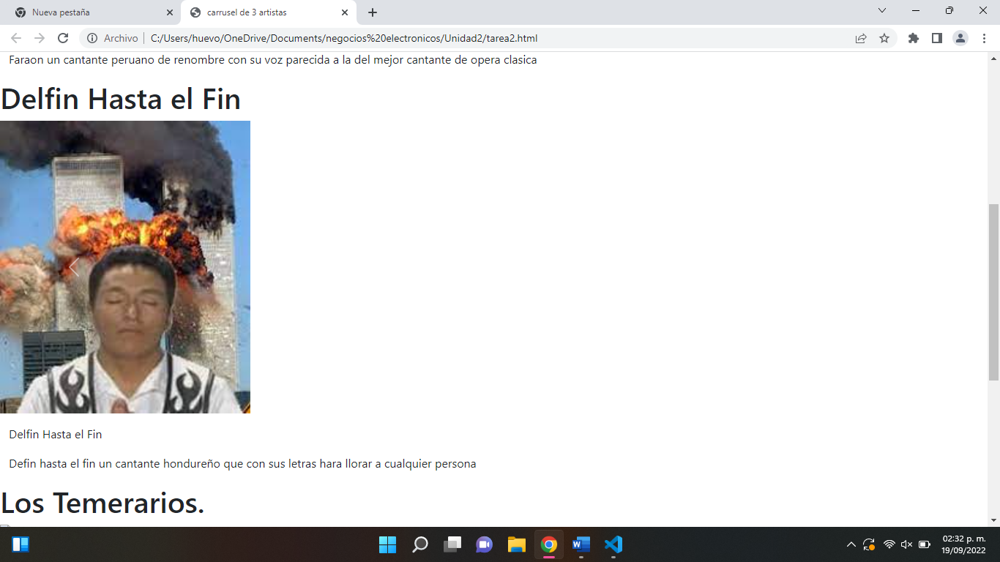 Nueva pestaña
carrusel de 3 artistas
Archivo
C:/Users/huevo/OneDrive/Documents/negocios%20electronicos/Unidad2/tarea2.html
Faraon un cantante peruano de renombre con su voz parecida a la del mejor cantante de opera clasica
Delfin Hasta el Fin
Delfin Hasta el Fin
Defin hasta el fin un cantante hondureño que con sus letras hara llorar a cualquier persona
Los Temerarios.
02:32 p. m.
19/09/2022